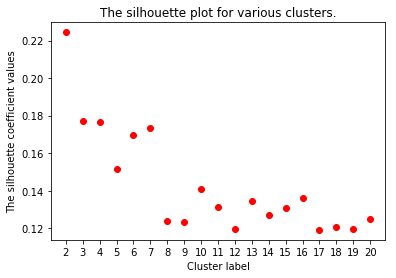 The silhouette plot for various clusters.
The silhouette coefficient values
0.22
0.20
0.18
0.16
0.14
0.12
2 3 4 5 6 7 8 9 10 11 12 13 14 15 16 17 18 19 20
Cluster label